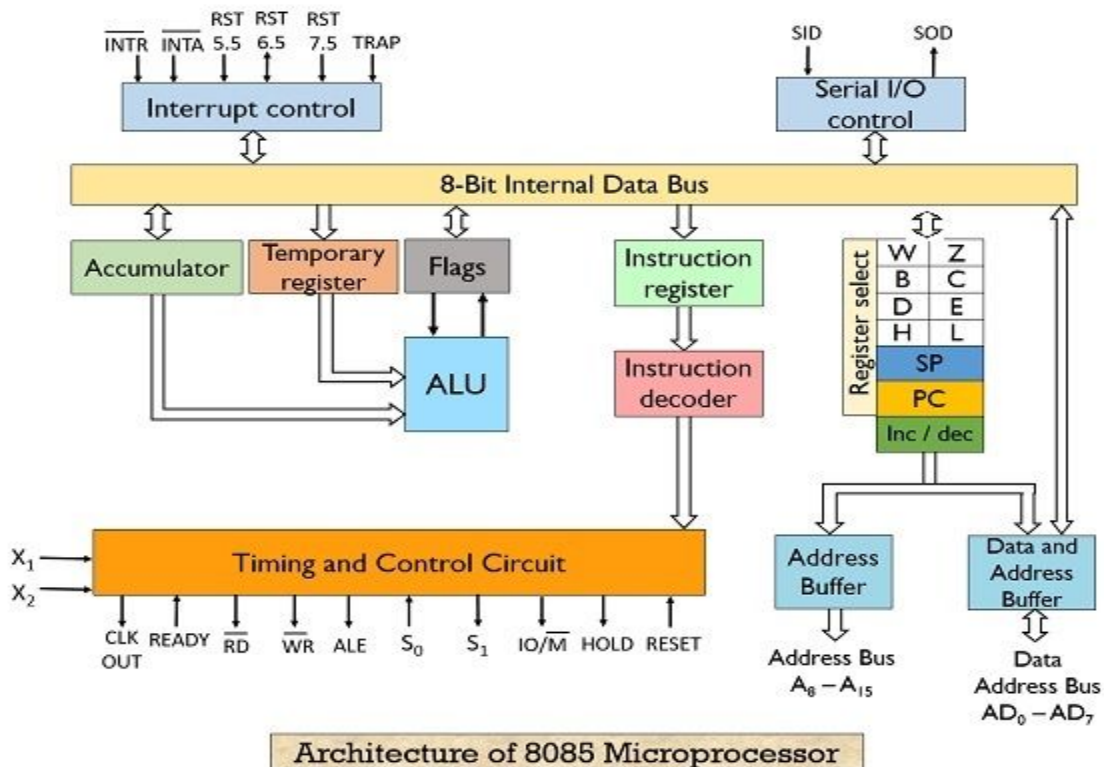 RST RST RST
INTR INTA 5.5 6.5 7.5 TRAP
SID SOD
Interrupt control
Serial I/O
control
8-Bit Internal Data Bus
Accumulator
Temporary
register
Flags
Instruction
register
Register select
W Z
B C
D E
H L
SP
PC
Inc / dec
ALU
Instruction
decoder
X₁
X₂
Timing and Control Circuit
Address
Buffer
Data and
Address
Buffer
CLK
OUT
READY
RD
WR
ALE
S₀
S₁
IO/M
HOLD
RESET
Address Bus
A₈ – A₁₅
Data
Address Bus
AD₀ – AD₇
Architecture of 8085 Microprocessor